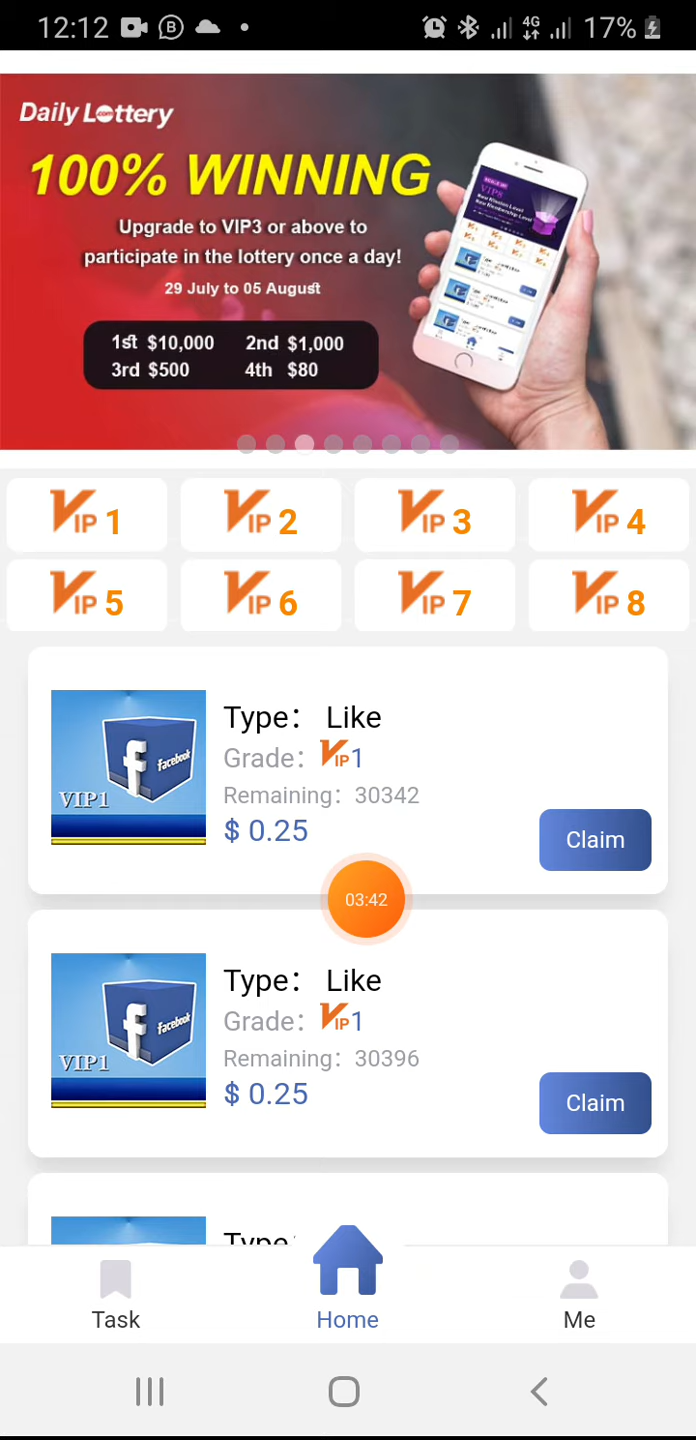 12:12 B 4G 17%
Daily Lottery
100% WINNING
Upgrade to VIP3 or above to
participate in the lottery once a day!
29 July to 05 August
1st $10,000 2nd $1,000
3rd $500 4th $80
VIP 1 VIP 2 VIP 3 VIP 4
VIP 5 VIP 6 VIP 7 VIP 8
Type: Like
Grade: VIP1
Remaining: 30342
$ 0.25
Claim
f facebook
VIP1
03:42
Type: Like
Grade: VIP1
Remaining: 30396
$ 0.25
Claim
f facebook
VIP1
Type:
Task Home Me